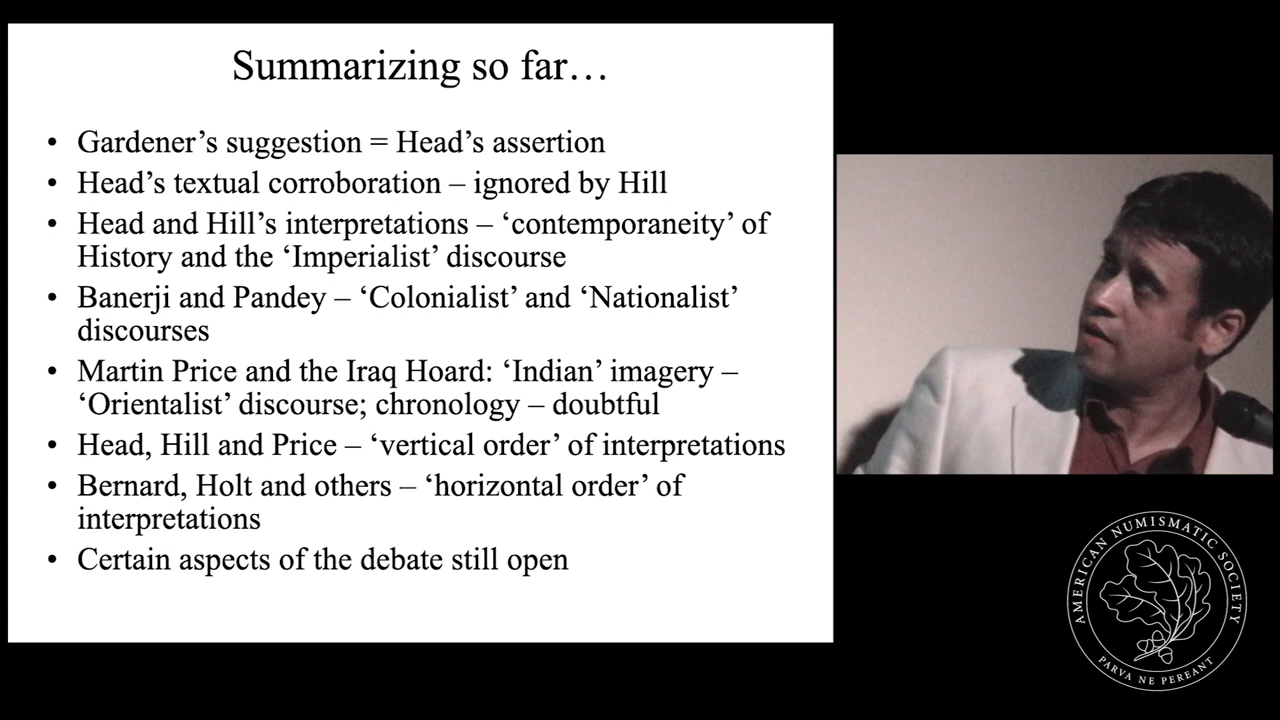 Summarizing so far…
• Gardener’s suggestion = Head’s assertion
• Head’s textual corroboration – ignored by Hill
• Head and Hill’s interpretations – ‘contemporaneity’ of
History and the ‘Imperialist’ discourse
• Banerji and Pandey – ‘Colonialist’ and ‘Nationalist’
discourses
• Martin Price and the Iraq Hoard: ‘Indian’ imagery –
‘Orientalist’ discourse; chronology – doubtful
• Head, Hill and Price – ‘vertical order’ of interpretations
• Bernard, Holt and others – ‘horizontal order’ of
interpretations
• Certain aspects of the debate still open
AMERICAN NUMISMATIC SOCIETY
PARVA NE PEREANT